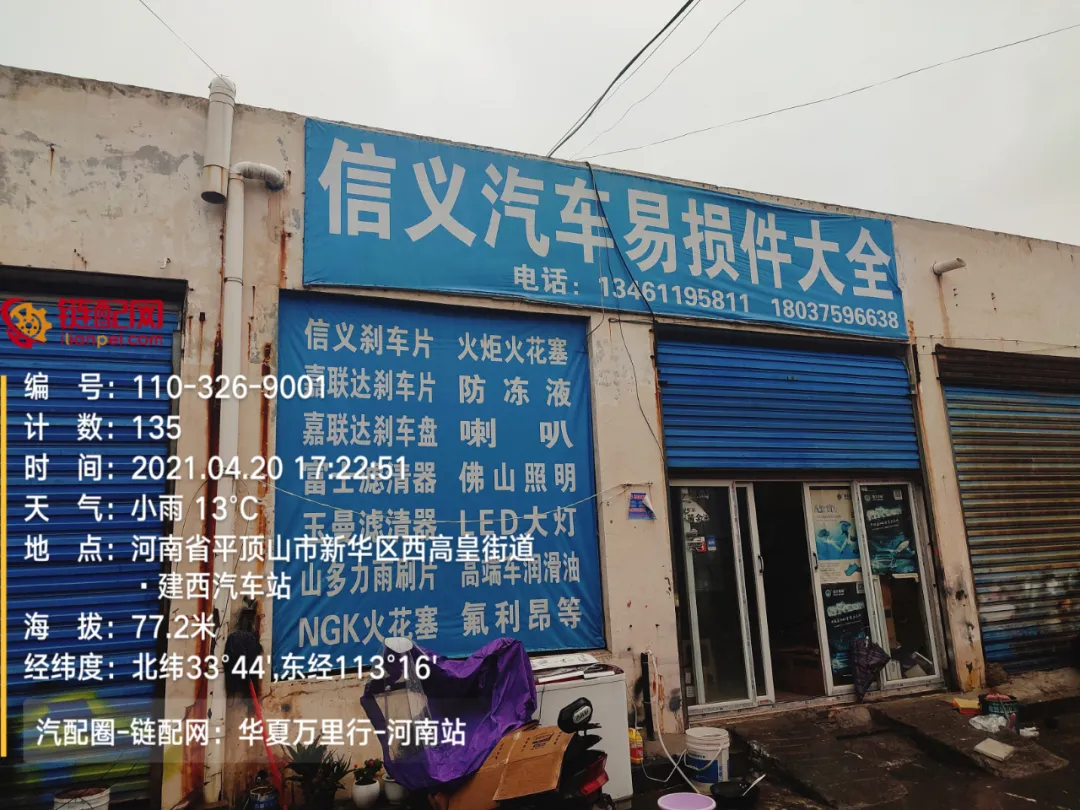 信义汽车易损件大全
电话：13461195811 18037596638
信义刹车片 火炬火花塞
嘉联达刹车片 防冻液
嘉联达刹车盘 喇叭
富士滤清器 佛山照明
玉曼滤清器 LED大灯
山多力雨刷片 高端车润滑油
NGK火花塞 氟利昂等
链配网
lianpei.com
编 号：110-326-9001
计 数：135
时 间：2021.04.20 17:22:51
天 气：小雨 13°C
地 点：河南省平顶山市新华区西高皇街道
·建西汽车站
海 拔：77.2米
经纬度：北纬33°44',东经113°16'
汽配圈-链配网：华夏万里行-河南站